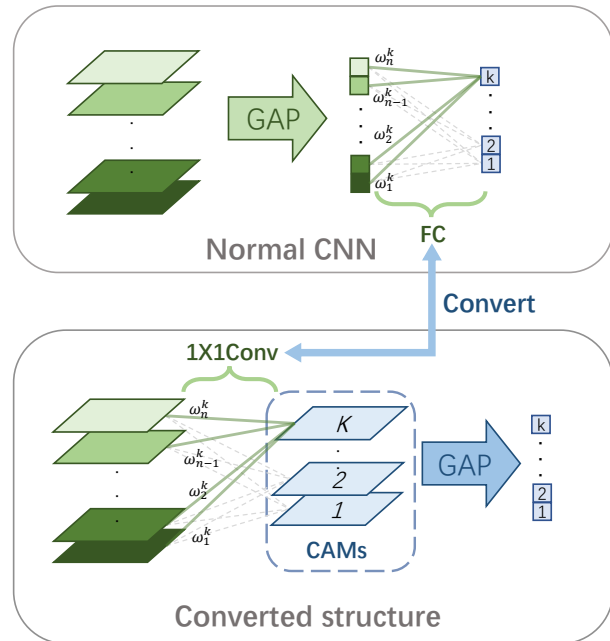 ω_n^k
k
ω_{n-1}^k
GAP
ω_2^k
2
1
ω_1^k
FC
Normal CNN
Convert
1X1Conv
ω_n^k
K
k
ω_{n-1}^k
GAP
ω_2^k
2
2
1
1
ω_1^k
CAMs
Converted structure